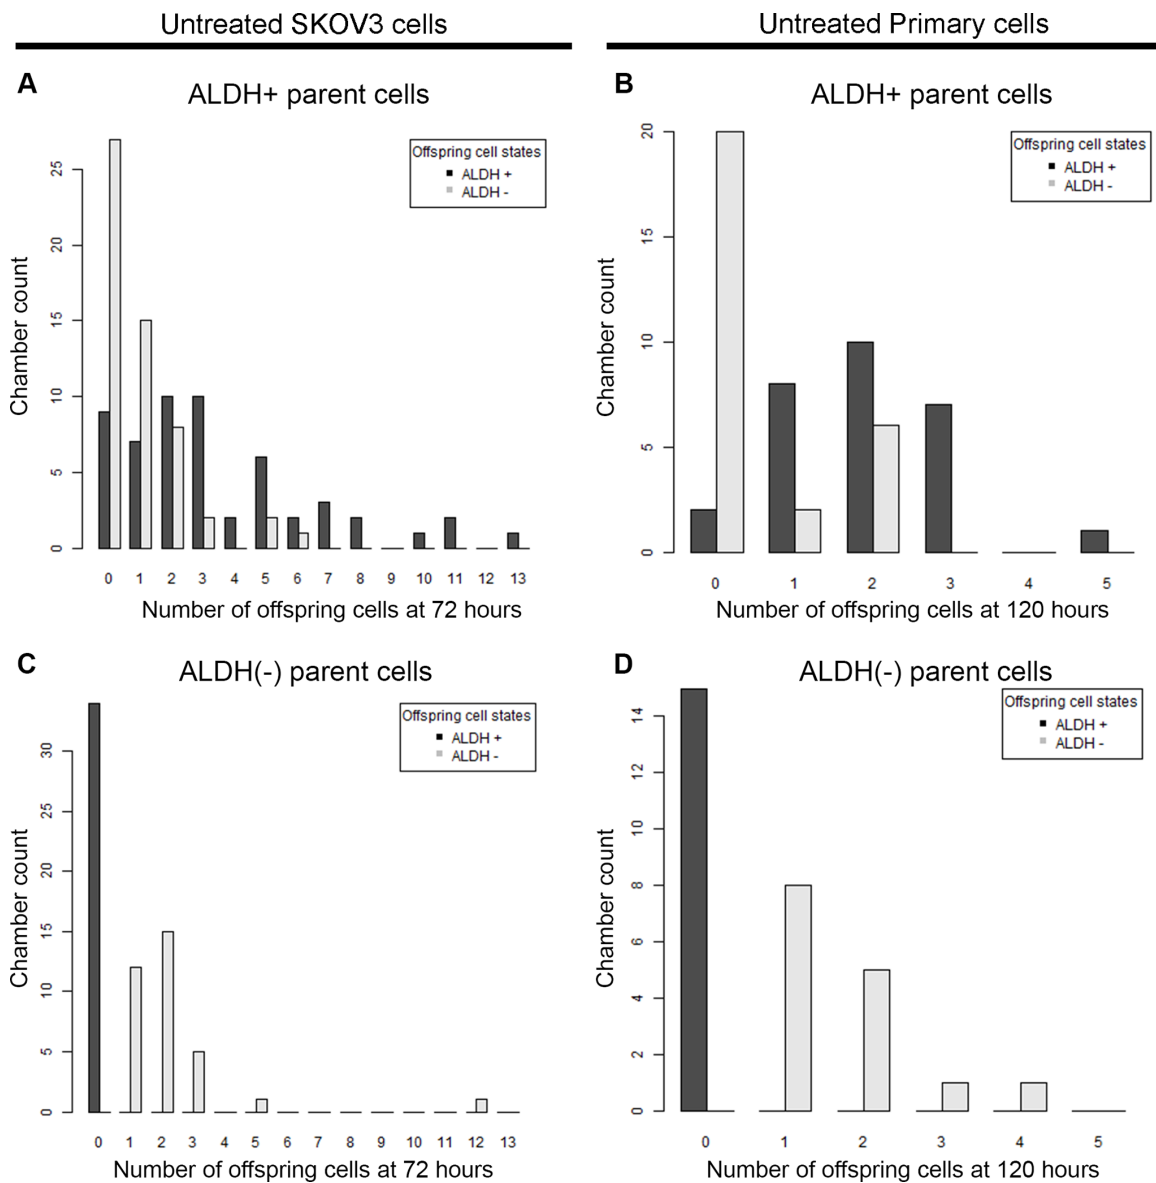 Untreated SKOV3 cells
Untreated Primary cells
A
ALDH+ parent cells
Offspring cell states
ALDH +
ALDH -
Chamber count
25
20
15
10
5
0
0 1 2 3 4 5 6 7 8 9 10 11 12 13
Number of offspring cells at 72 hours
B
ALDH+ parent cells
Offspring cell states
ALDH +
ALDH -
Chamber count
20
15
10
5
0
0 1 2 3 4 5
Number of offspring cells at 120 hours
C
ALDH(-) parent cells
Offspring cell states
ALDH +
ALDH -
Chamber count
30
25
20
15
10
5
0
0 1 2 3 4 5 6 7 8 9 10 11 12 13
Number of offspring cells at 72 hours
D
ALDH(-) parent cells
Offspring cell states
ALDH +
ALDH -
Chamber count
14
12
10
8
6
4
2
0
0 1 2 3 4 5
Number of offspring cells at 120 hours